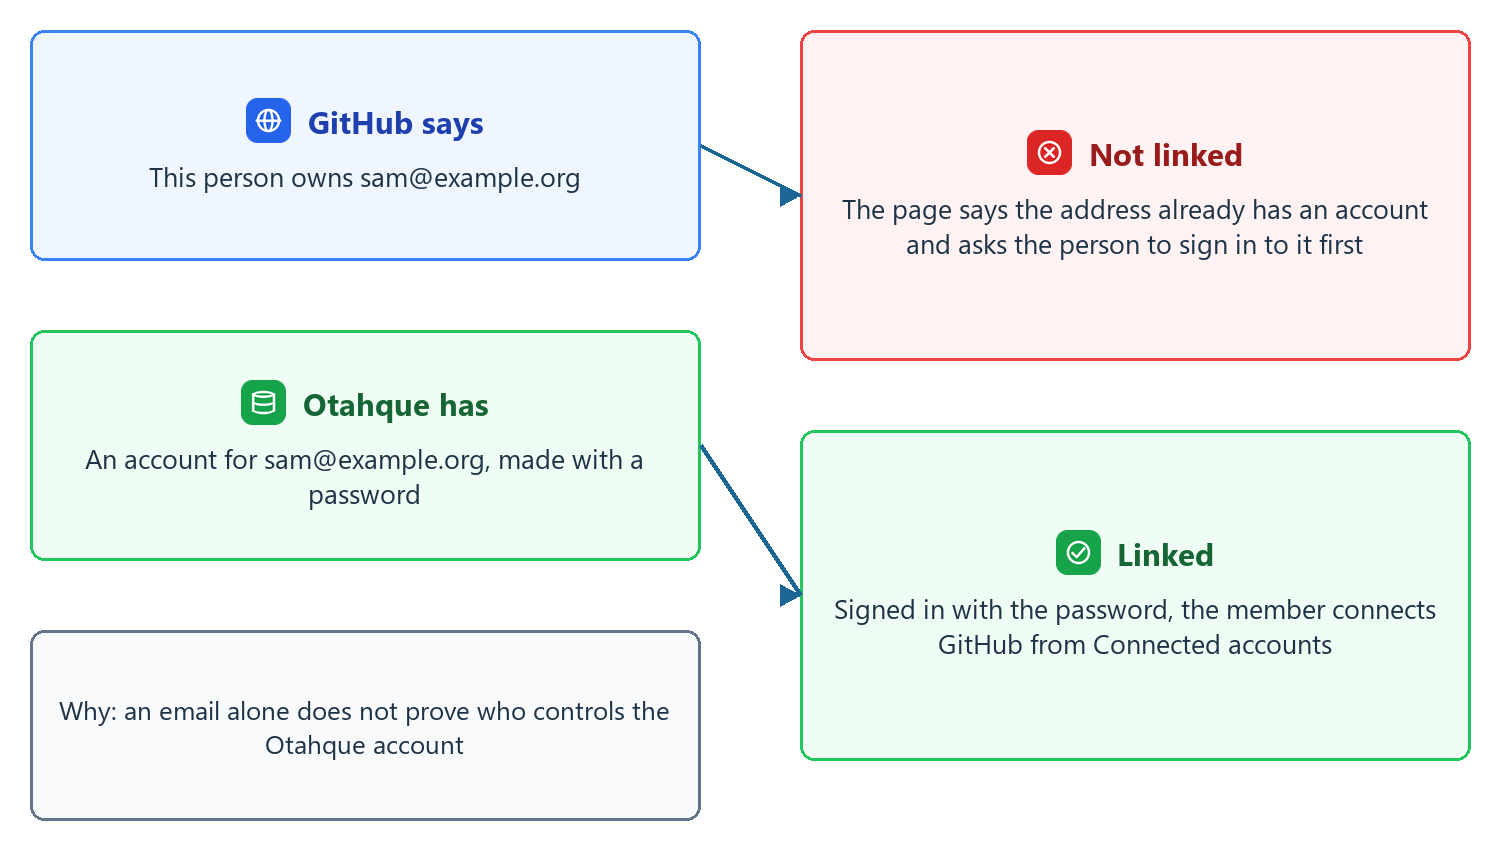 GitHub says
This person owns sam@example.org
Not linked
The page says the address already has an account
and asks the person to sign in to it first
Otahque has
An account for sam@example.org, made with a
password
Linked
Signed in with the password, the member connects
GitHub from Connected accounts
Why: an email alone does not prove who controls the
Otahque account